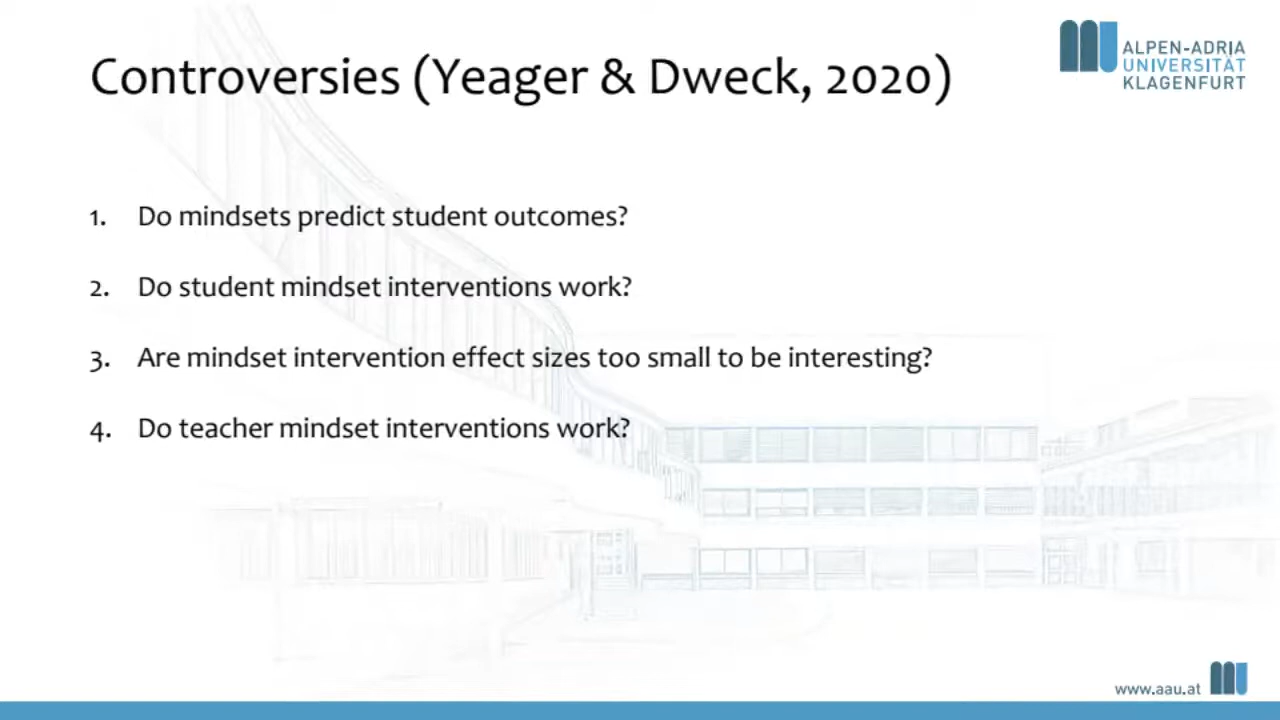 Controversies (Yeager & Dweck, 2020)
ALPEN-ADRIA
UNIVERSITÄT
KLAGENFURT
1. Do mindsets predict student outcomes?
2. Do student mindset interventions work?
3. Are mindset intervention effect sizes too small to be interesting?
4. Do teacher mindset interventions work?
www.aau.at